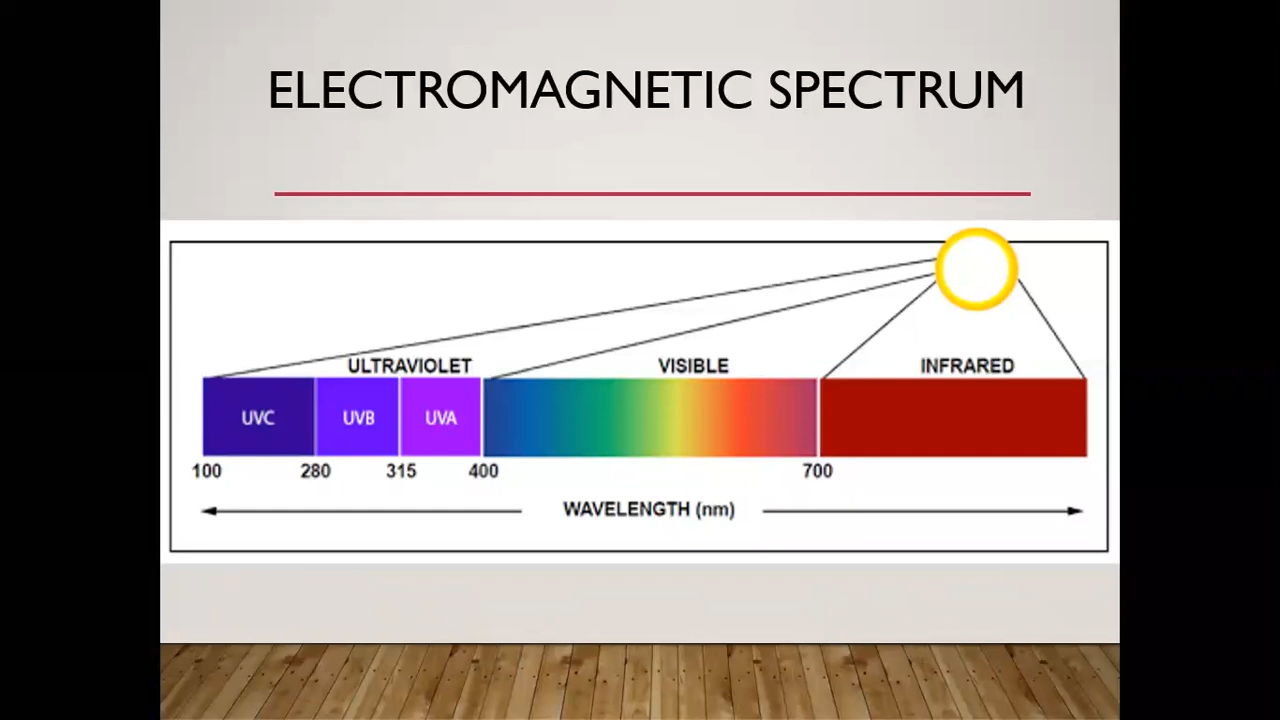 ELECTROMAGNETIC SPECTRUM
ULTRAVIOLET VISIBLE INFRARED
UVC UVB UVA
100 280 315 400 700
WAVELENGTH (nm)